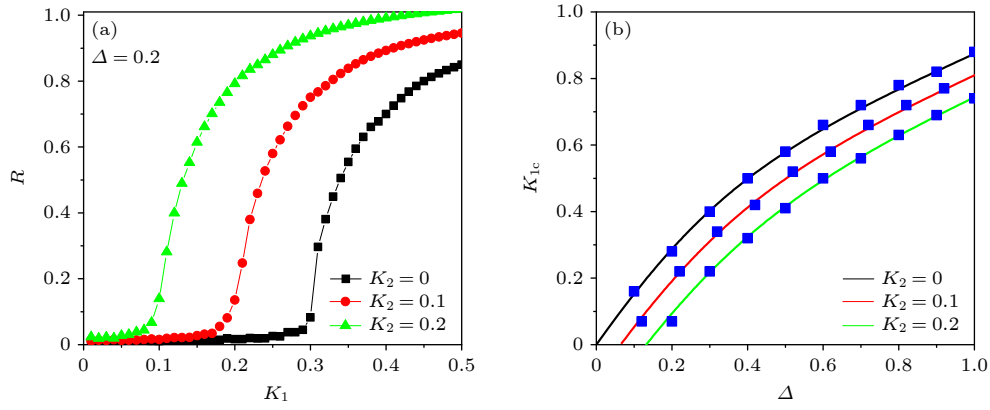 (a)
Δ = 0.2
R
1.0
0.8
0.6
0.4
0.2
0
K₂ = 0
K₂ = 0.1
K₂ = 0.2
0 0.1 0.2 0.3 0.4 0.5
K₁
(b)
K₁c
1.0
0.8
0.6
0.4
0.2
0
K₂ = 0
K₂ = 0.1
K₂ = 0.2
0 0.2 0.4 0.6 0.8 1.0
Δ